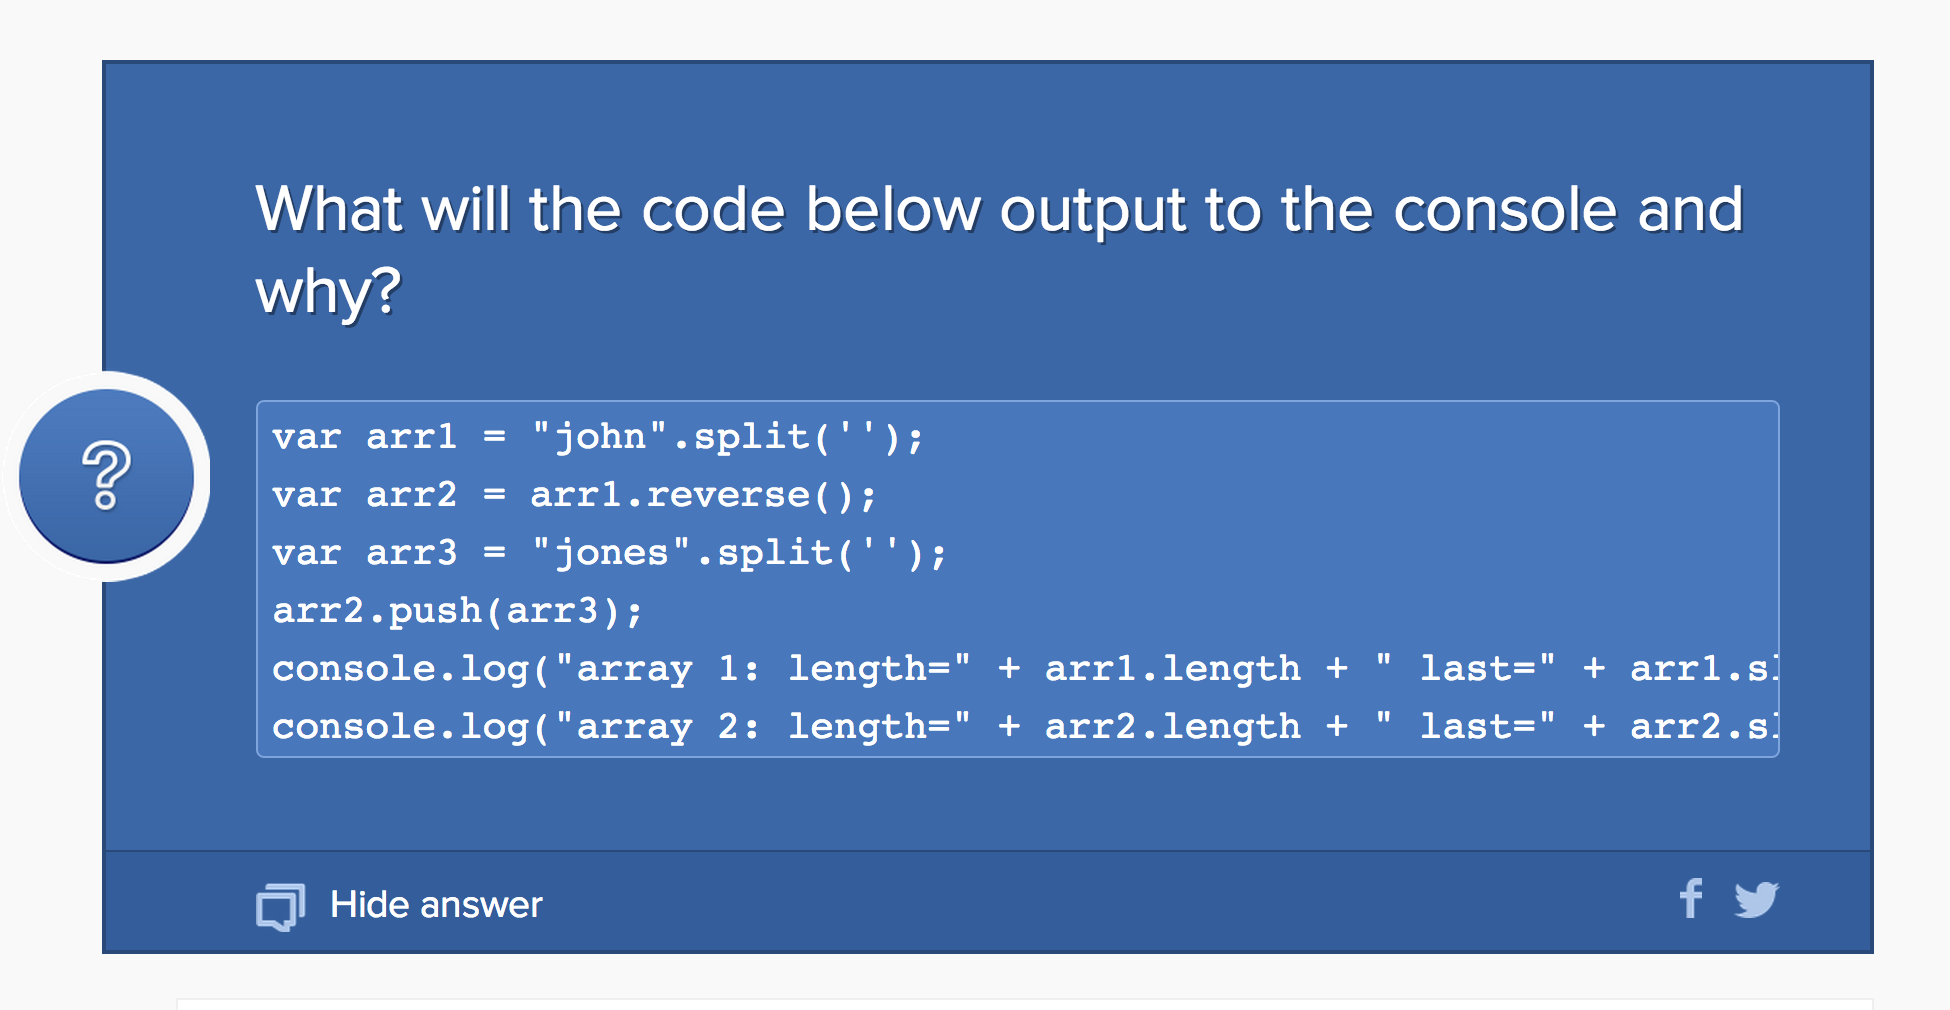 What will the code below output to the console and
why?
?
var arr1 = "john".split('');
var arr2 = arr1.reverse();
var arr3 = "jones".split('');
arr2.push(arr3);
console.log("array 1: length=" + arr1.length + " last=" + arr1.sl
console.log("array 2: length=" + arr2.length + " last=" + arr2.sl
Hide answer